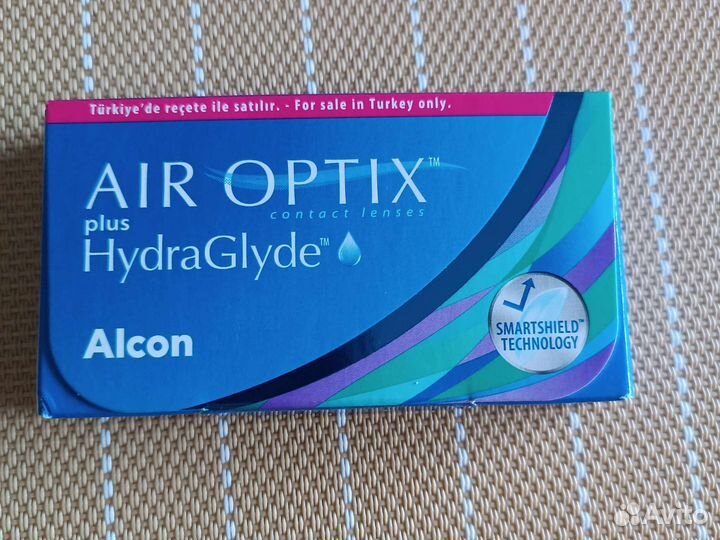 Türkiye'de reçete ile satılır. - For sale in Turkey only.
AIR OPTIX™
contact lenses
plus
HydraGlyde™
Alcon
SMARTSHIELD™
TECHNOLOGY
Avito